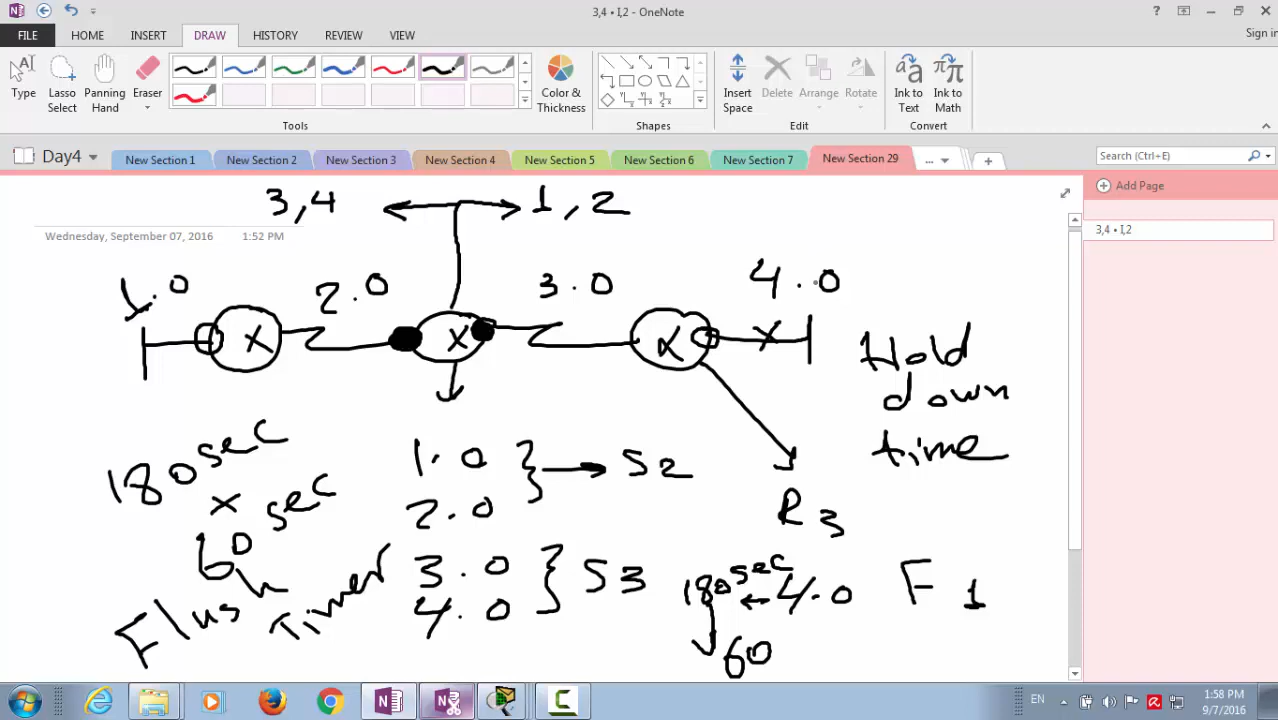 3,4 • I,2 - OneNote
FILE HOME INSERT DRAW HISTORY REVIEW VIEW
Sign in
Type
Lasso Select
Panning Hand
Eraser
Color & Thickness
Insert Space
Delete
Arrange
Rotate
Ink to Text
Ink to Math
Tools
Shapes
Edit
Convert
Day4
New Section 1
New Section 2
New Section 3
New Section 4
New Section 5
New Section 6
New Section 7
New Section 29
...
Search (Ctrl+E)
Add Page
3,4 • I,2
3,4 1,2
Wednesday, September 07, 2016 1:52 PM
1.0 2.0 3.0 4.0
X X X
Hold
down
time
180 sec
x sec
60
Flush Timer
1.0
2.0
S2
3.0
4.0
S3
R3
180 sec 4.0 F 1
60
EN
1:58 PM
9/7/2016